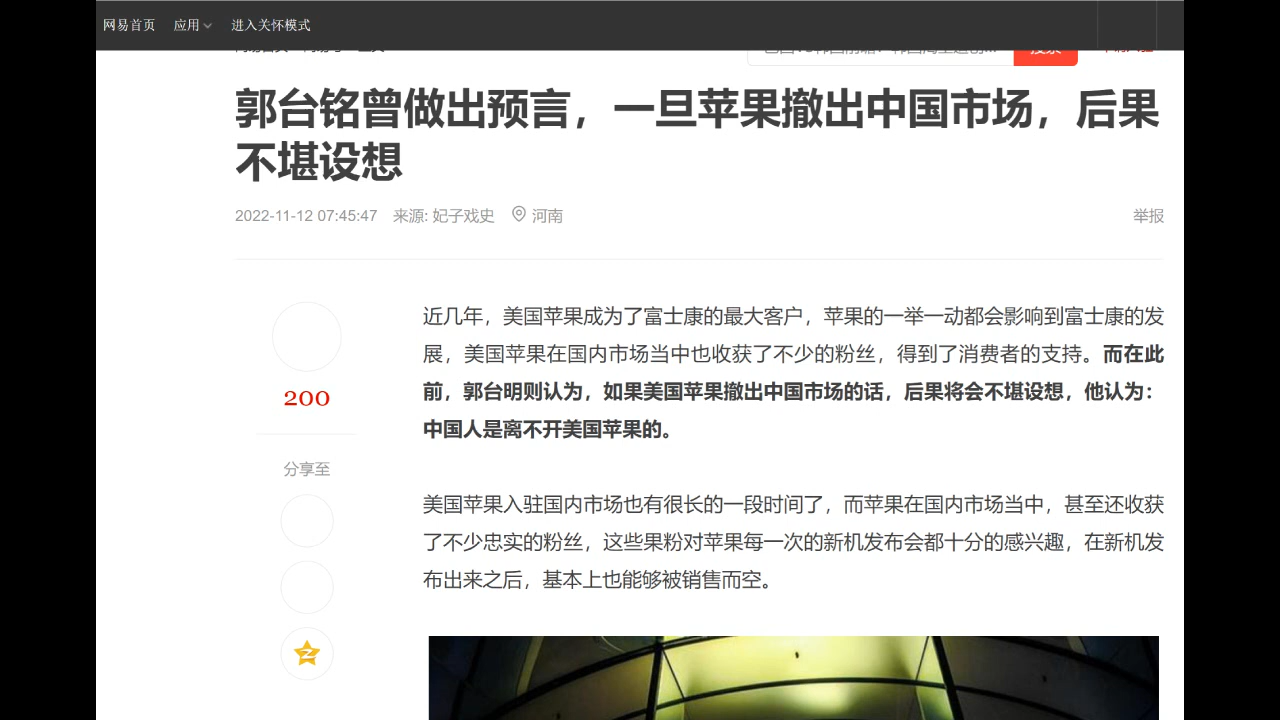 网易首页 应用 进入关怀模式
搜索
郭台铭曾做出预言，一旦苹果撤出中国市场，后果
不堪设想
2022-11-12 07:45:47 来源: 妃子戏史 河南
举报
200
分享至
近几年，美国苹果成为了富士康的最大客户，苹果的一举一动都会影响到富士康的发
展，美国苹果在国内市场当中也收获了不少的粉丝，得到了消费者的支持。而在此
前，郭台明则认为，如果美国苹果撤出中国市场的话，后果将会不堪设想，他认为：
中国人是离不开美国苹果的。
美国苹果入驻国内市场也有很长的一段时间了，而苹果在国内市场当中，甚至还收获
了不少忠实的粉丝，这些果粉对苹果每一次的新机发布会都十分的感兴趣，在新机发
布出来之后，基本上也能够被销售而空。